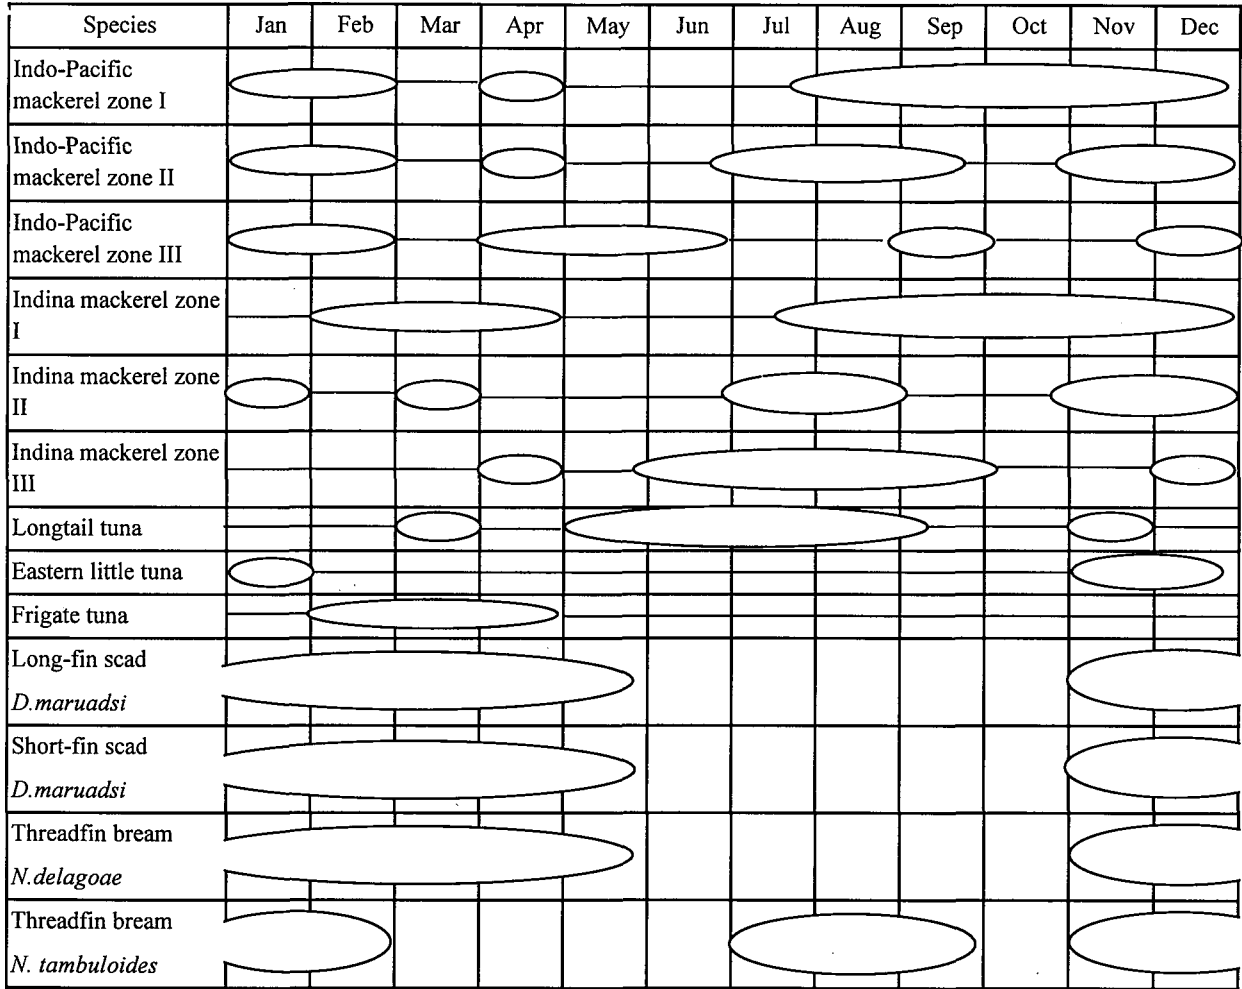 Species Jan Feb Mar Apr May Jun Jul Aug Sep Oct Nov Dec
Indo-Pacific
mackerel zone I
Indo-Pacific
mackerel zone II
Indo-Pacific
mackerel zone III
Indina mackerel zone
I
Indina mackerel zone
II
Indina mackerel zone
III
Longtail tuna
Eastern little tuna
Frigate tuna
Long-fin scad
D.maruadsi
Short-fin scad
D.maruadsi
Threadfin bream
N.delagoae
Threadfin bream
N. tambuloides